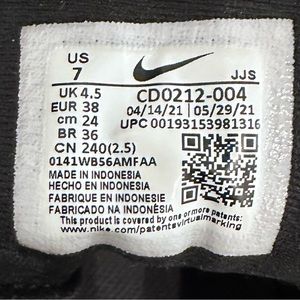 US
7
JJS
UK 4.5
EUR 38
cm 24
BR 36
CN 240(2.5)
CD0212-004
04/14/21 | 05/29/21
UPC 00193153981316
0141WB56AMFAA
MADE IN INDONESIA
HECHO EN INDONESIA
FABRIQUE EN INDONESIE
FABRICADO NA INDONÉSIA
This product is covered by one or more patents:
www.nike.com/patentsvirtualmarking